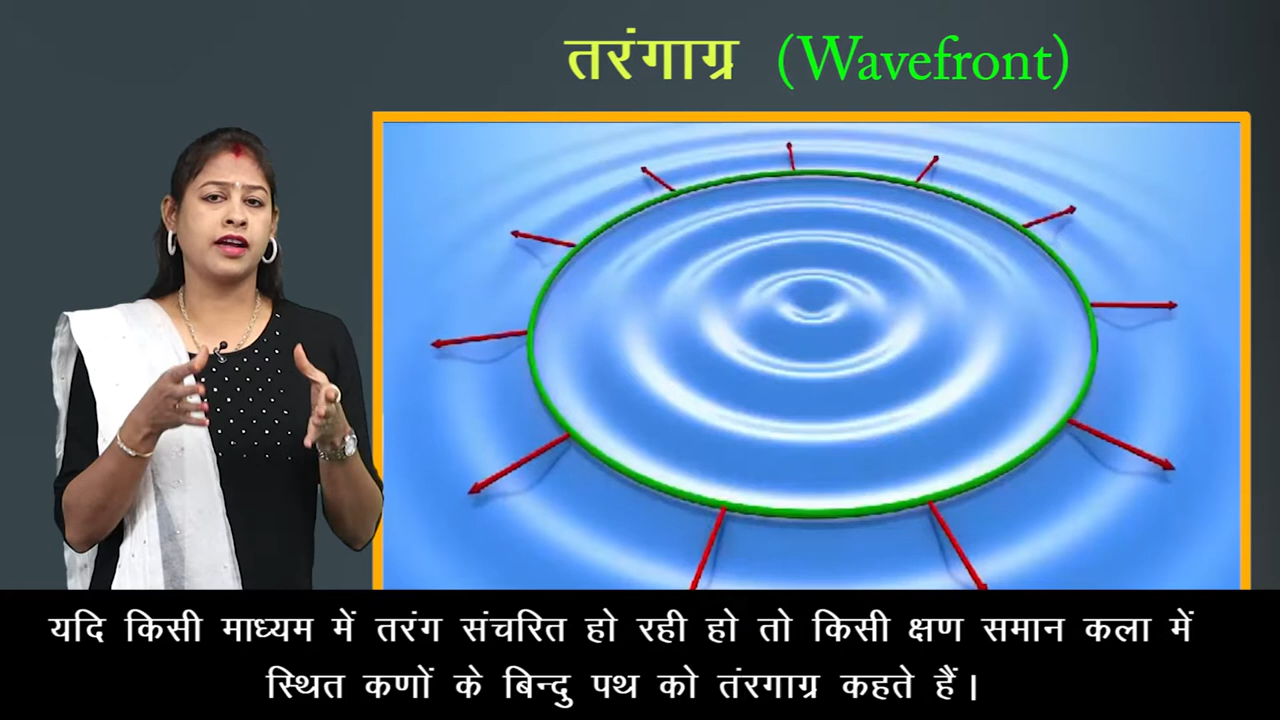 तरंगाग्र (Wavefront)
यदि किसी माध्यम में तरंग संचरित हो रही हो तो किसी क्षण समान कला में
स्थित कणों के बिन्दु पथ को तंरगाग्र कहते हैं।